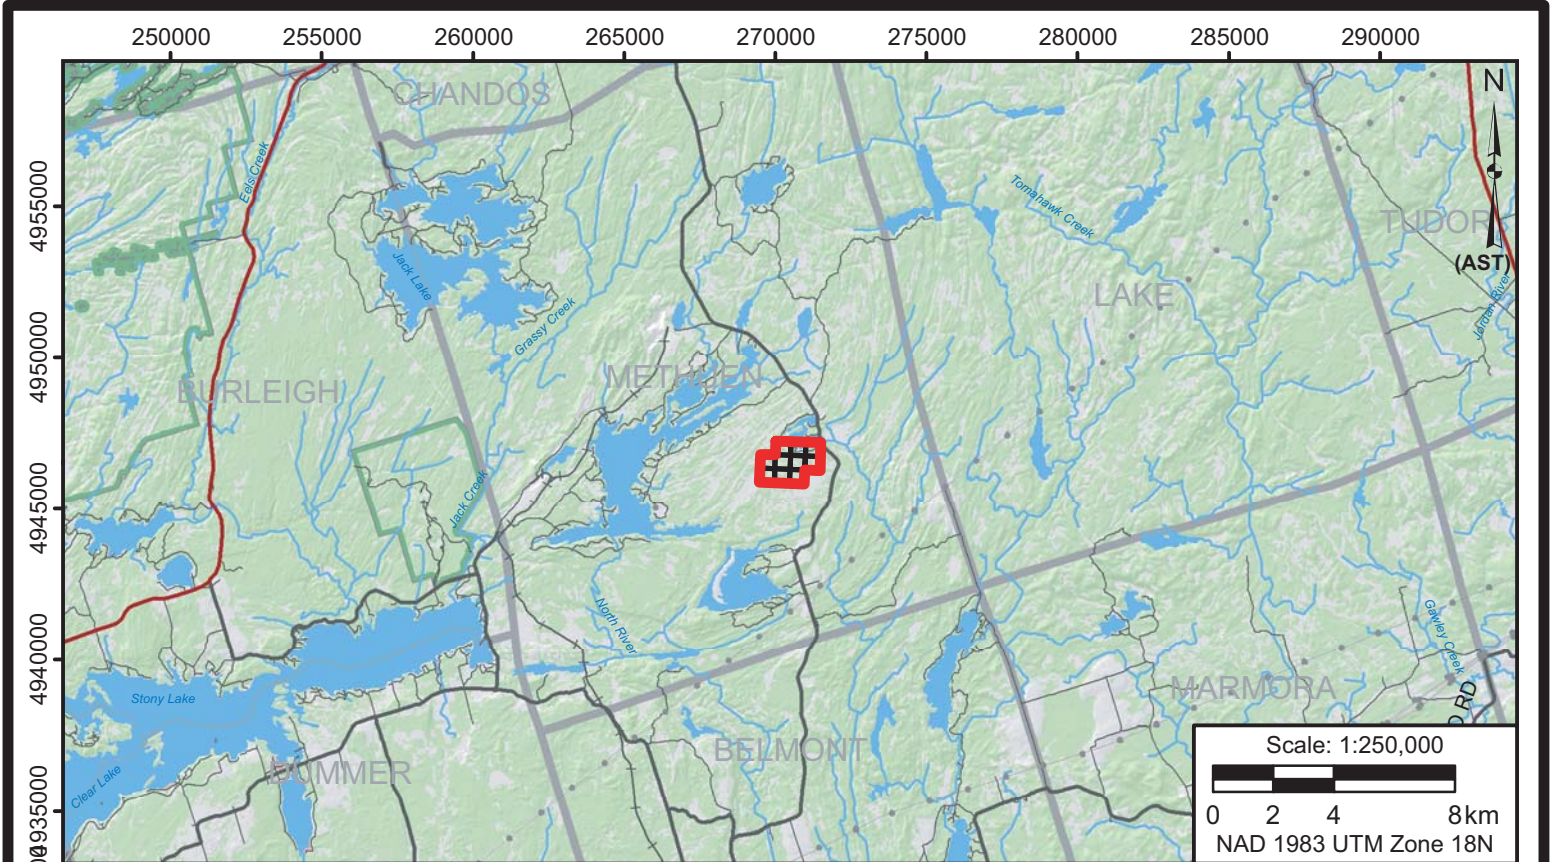 250000 255000 260000 265000 270000 275000 280000 285000 290000
N
CHANDOS
Eels Creek
4955000
Tomahawk Creek
TUDOR
(AST)
Jack Lake
LAKE
Jordan River
Grassy Creek
4950000
METHUEN
BURLEIGH
4945000
Jack Creek
North River
Gawley Creek
4940000
Stony Lake
MARMORA
D RD
BELMONT
DUMMER
Clear Lake
4935000
Scale: 1:250,000
0 2 4 8 km
NAD 1983 UTM Zone 18N